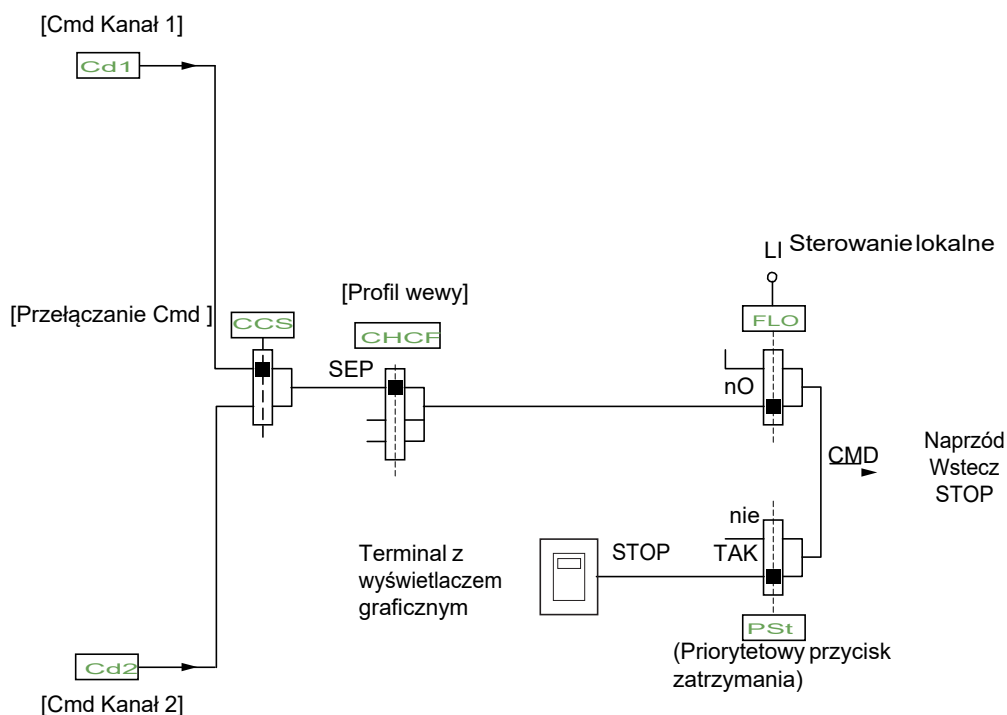 [Cmd Kanał 1]
Cd1
LI Sterowanie lokalne
[Profil wewy]
[Przełączanie Cmd ]
CCS
CHCF
FLO
SEP
nO
CMD
Naprzód
Wstecz
STOP
nie
Terminal z
wyświetlaczem
graficznym
STOP
TAK
PSt
(Priorytetowy przycisk
zatrzymania)
Cd2
[Cmd Kanał 2]